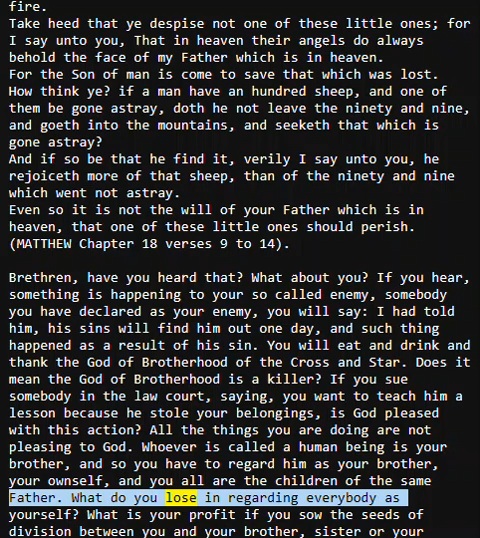 fire.
Take heed that ye despise not one of these little ones; for
I say unto you, That in heaven their angels do always
behold the face of my Father which is in heaven.
For the Son of man is come to save that which was lost.
How think ye? if a man have an hundred sheep, and one of
them be gone astray, doth he not leave the ninety and nine,
and goeth into the mountains, and seeketh that which is
gone astray?
And if so be that he find it, verily I say unto you, he
rejoiceth more of that sheep, than of the ninety and nine
which went not astray.
Even so it is not the will of your Father which is in
heaven, that one of these little ones should perish.
(MATTHEW Chapter 18 verses 9 to 14).
Brethren, have you heard that? What about you? If you hear,
something is happening to your so called enemy, somebody
you have declared as your enemy, you will say: I had told
him, his sins will find him out one day, and such thing
happened as a result of his sin. You will eat and drink and
thank the God of Brotherhood of the Cross and Star. Does it
mean the God of Brotherhood is a killer? If you sue
somebody in the law court, saying, you want to teach him a
lesson because he stole your belongings, is God pleased
with this action? All the things you are doing are not
pleasing to God. Whoever is called a human being is your
brother, and so you have to regard him as your brother,
your ownself, and you all are the children of the same
Father. What do you lose in regarding everybody as
yourself? What is your profit if you sow the seeds of
division between you and your brother, sister or your